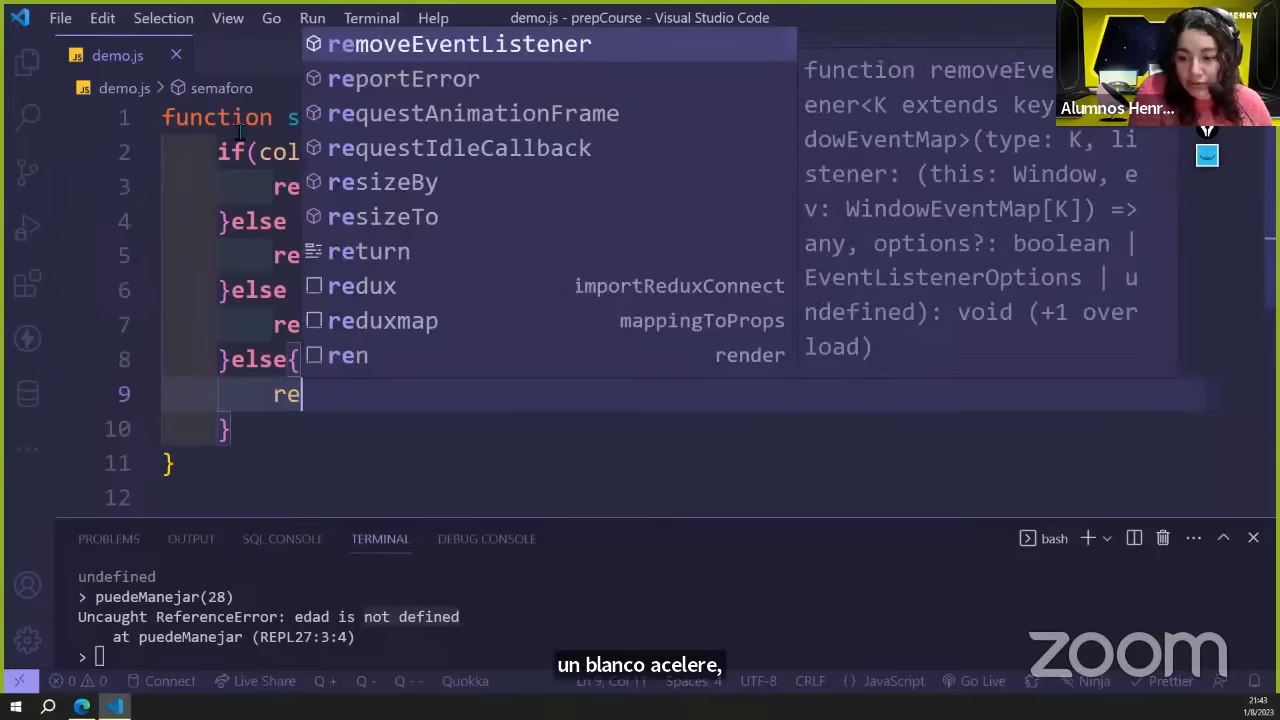 File Edit Selection View Go Run Terminal Help demo.js - prepCourse - Visual Studio Code
HENRY
JS demo.js
JS demo.js > semaforo
Alumnos Henr...
1 function s
2 if(col
3 re
4 }else
5 re
6 }else
7 re
8 }else{
9 re
10 }
11 }
12
removeEventListener
reportError
requestAnimationFrame
requestIdleCallback
resizeBy
resizeTo
return
redux importReduxConnect
reduxmap mappingToProps
ren render
function removeEve
ener<K extends key
dowEventMap>(type: K, li
stener: (this: Window, e
v: WindowEventMap[K]) =>
any, options?: boolean |
EventListenerOptions | u
ndefined): void (+1 over
load)
PROBLEMS OUTPUT SQL CONSOLE TERMINAL DEBUG CONSOLE
bash
undefined
> puedeManejar(28)
Uncaught ReferenceError: edad is not defined
at puedeManejar (REPL27:3:4)
>
un blanco acelere,
zoom
0 0 Connect Live Share Q + Q - Q -- Quokka Ln 9, Col 11 Spaces: 4 UTF-8 CRLF {} JavaScript Go Live Ninja Prettier
21:43
1/8/2023